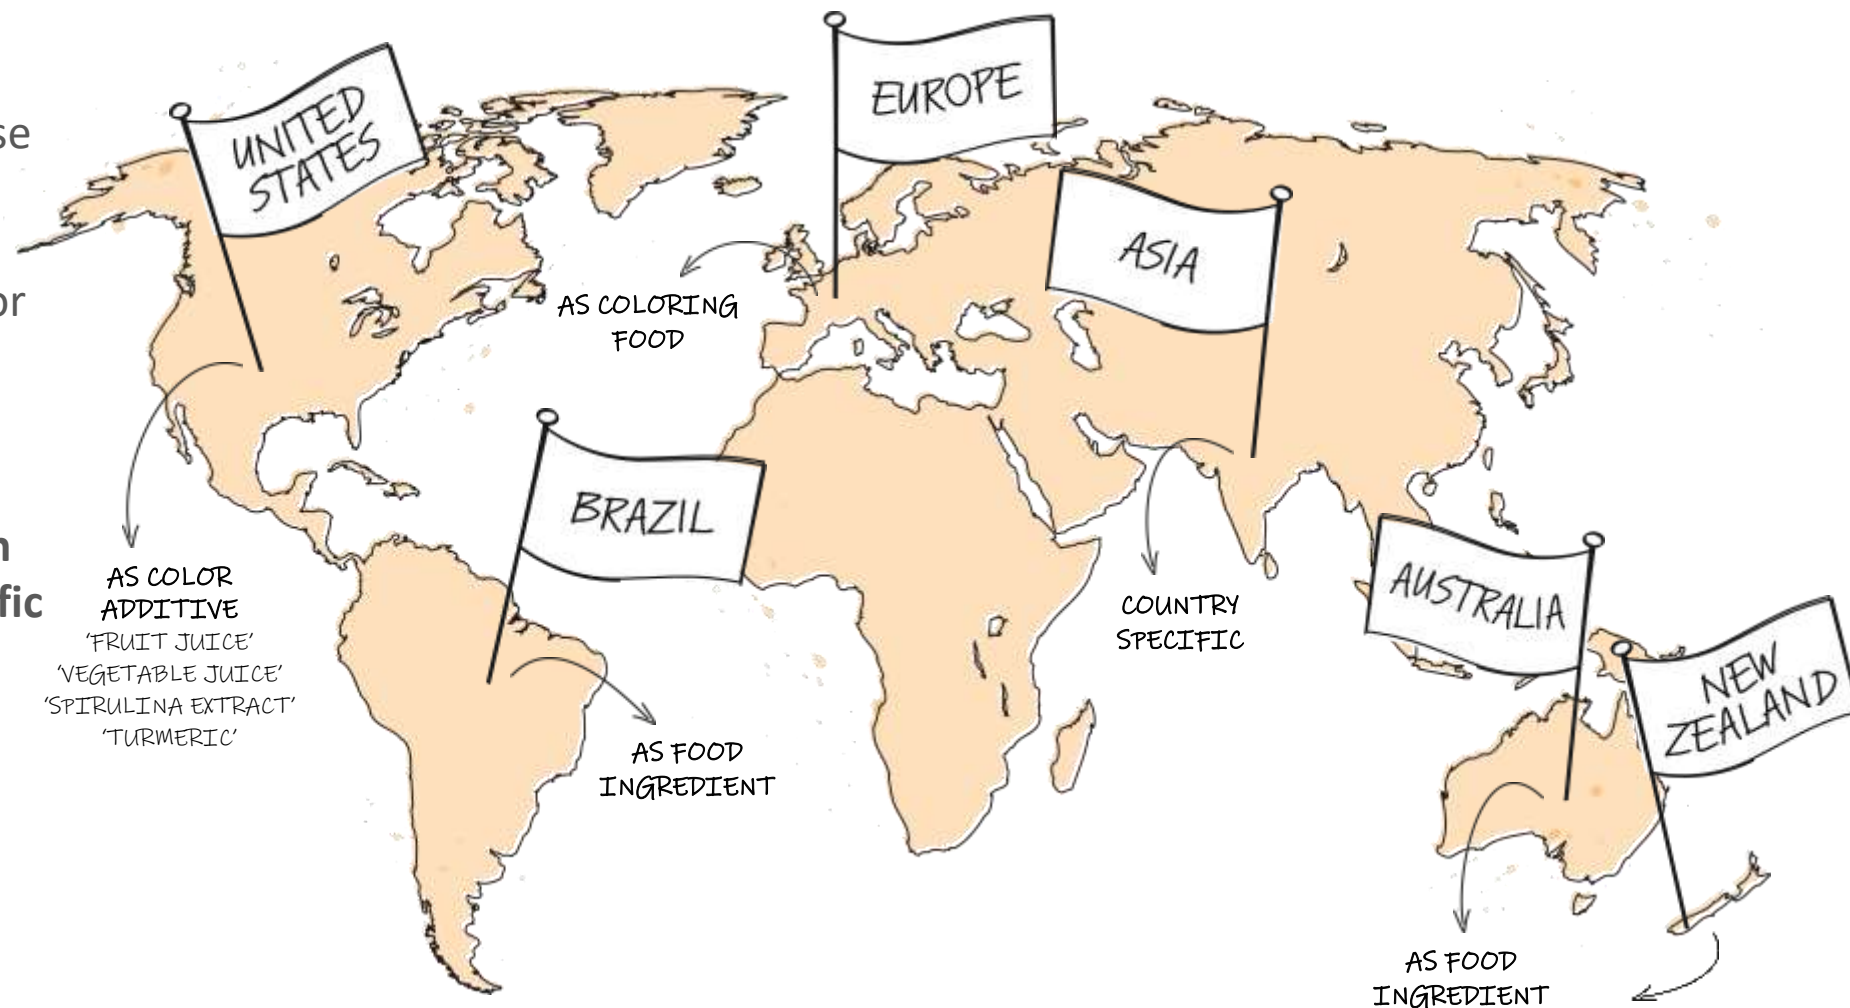 se
or
n
fic
UNITED
STATES
EUROPE
ASIA
BRAZIL
AUSTRALIA
NEW
ZEALAND
AS COLORING
FOOD
AS COLOR
ADDITIVE
‘FRUIT JUICE’
‘VEGETABLE JUICE’
‘SPIRULINA EXTRACT’
‘TURMERIC’
AS FOOD
INGREDIENT
COUNTRY
SPECIFIC
AS FOOD
INGREDIENT